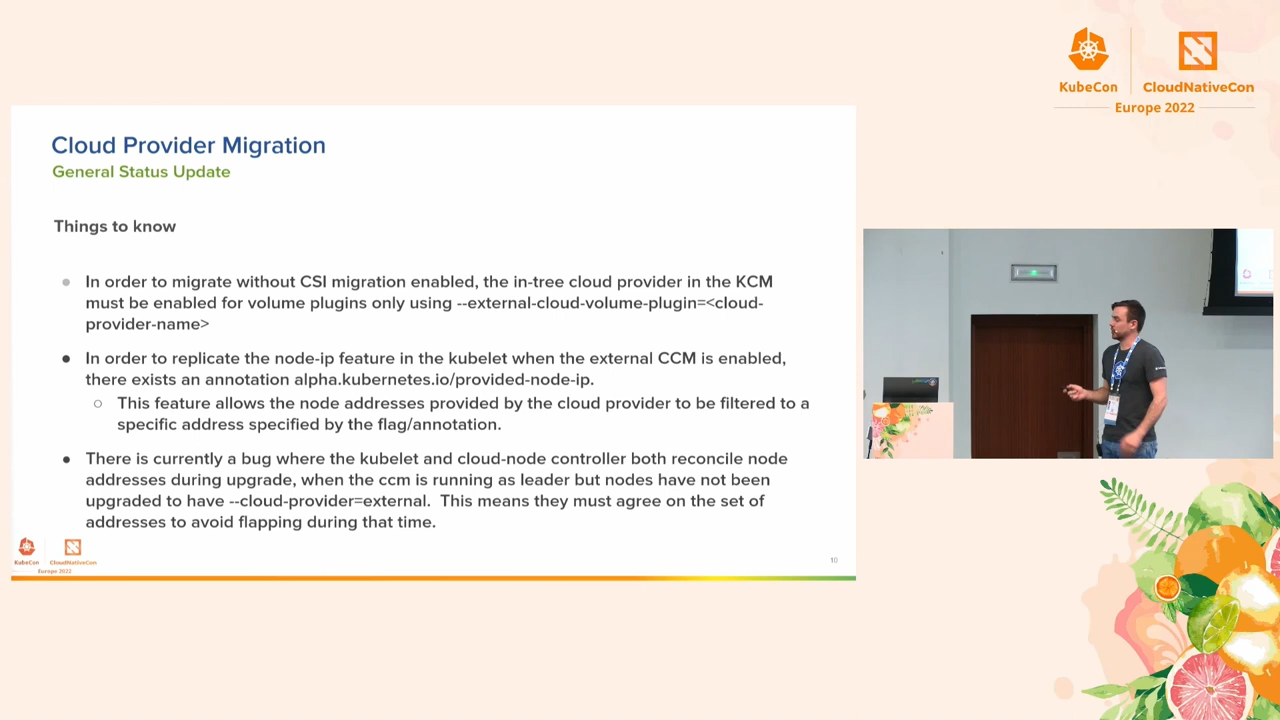 KubeCon
CloudNativeCon
Europe 2022
Cloud Provider Migration
General Status Update
Things to know
In order to migrate without CSI migration enabled, the in-tree cloud provider in the KCM
must be enabled for volume plugins only using --external-cloud-volume-plugin=<cloud-
provider-name>
In order to replicate the node-ip feature in the kubelet when the external CCM is enabled,
there exists an annotation alpha.kubernetes.io/provided-node-ip.
This feature allows the node addresses provided by the cloud provider to be filtered to a
specific address specified by the flag/annotation.
There is currently a bug where the kubelet and cloud-node controller both reconcile node
addresses during upgrade, when the ccm is running as leader but nodes have not been
upgraded to have --cloud-provider=external. This means they must agree on the set of
addresses to avoid flapping during that time.
KubeCon
CloudNativeCon
Europe 2022
10